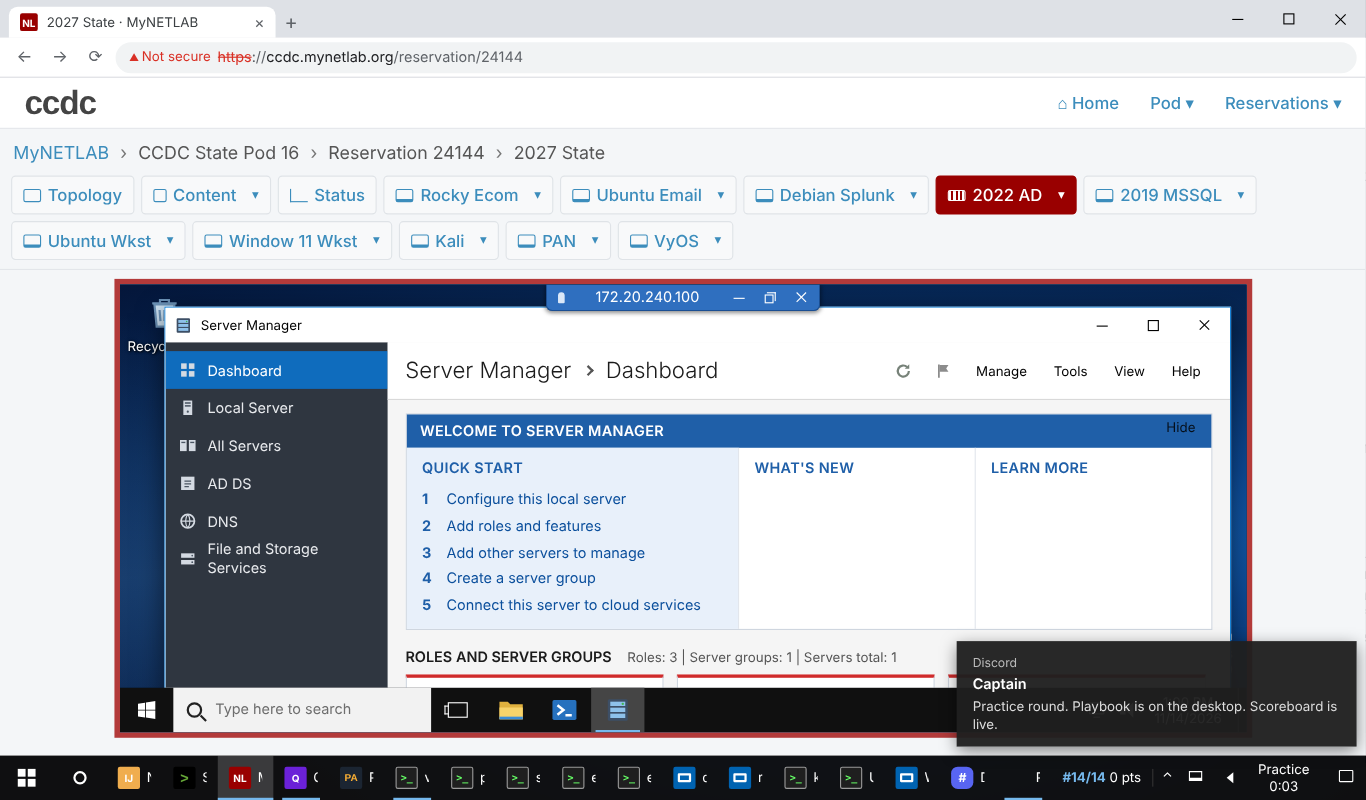 NL 2027 State · MyNETLAB
Not secure https://ccdc.mynetlab.org/reservation/24144
ccdc
Home Pod Reservations
MyNETLAB › CCDC State Pod 16 › Reservation 24144 › 2027 State
Topology Content Status Rocky Ecom Ubuntu Email Debian Splunk 2022 AD 2019 MSSQL
Ubuntu Wkst Window 11 Wkst Kali PAN VyOS
172.20.240.100
Recyc
Server Manager
Dashboard
Local Server
All Servers
AD DS
DNS
File and Storage
Services
Server Manager › Dashboard
Manage Tools View Help
WELCOME TO SERVER MANAGER
Hide
QUICK START
1 Configure this local server
2 Add roles and features
3 Add other servers to manage
4 Create a server group
5 Connect this server to cloud services
WHAT'S NEW
LEARN MORE
ROLES AND SERVER GROUPS Roles: 3 | Server groups: 1 | Servers total: 1
Type here to search
Discord
Captain
Practice round. Playbook is on the desktop. Scoreboard is
live.
IJ NL Q PA #
#14/14 0 pts
Practice
0:03